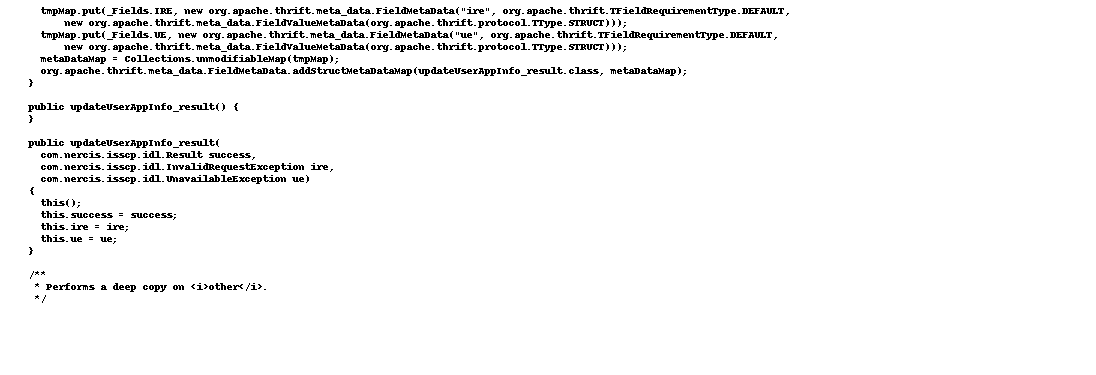 tmpMap.put(_Fields.IRE, new org.apache.thrift.meta_data.FieldMetaData("ire", org.apache.thrift.TFieldRequirementType.DEFAULT,
new org.apache.thrift.meta_data.FieldValueMetaData(org.apache.thrift.protocol.TType.STRUCT)));
tmpMap.put(_Fields.UE, new org.apache.thrift.meta_data.FieldMetaData("ue", org.apache.thrift.TFieldRequirementType.DEFAULT,
new org.apache.thrift.meta_data.FieldValueMetaData(org.apache.thrift.protocol.TType.STRUCT)));
metaDataMap = Collections.unmodifiableMap(tmpMap);
org.apache.thrift.meta_data.FieldMetaData.addStructMetaDataMap(updateUserAppInfo_result.class, metaDataMap);
}
public updateUserAppInfo_result() {
}
public updateUserAppInfo_result(
com.nercis.isscp.idl.Result success,
com.nercis.isscp.idl.InvalidRequestException ire,
com.nercis.isscp.idl.UnavailableException ue)
{
this();
this.success = success;
this.ire = ire;
this.ue = ue;
}
/**
* Performs a deep copy on <i>other</i>.
*/